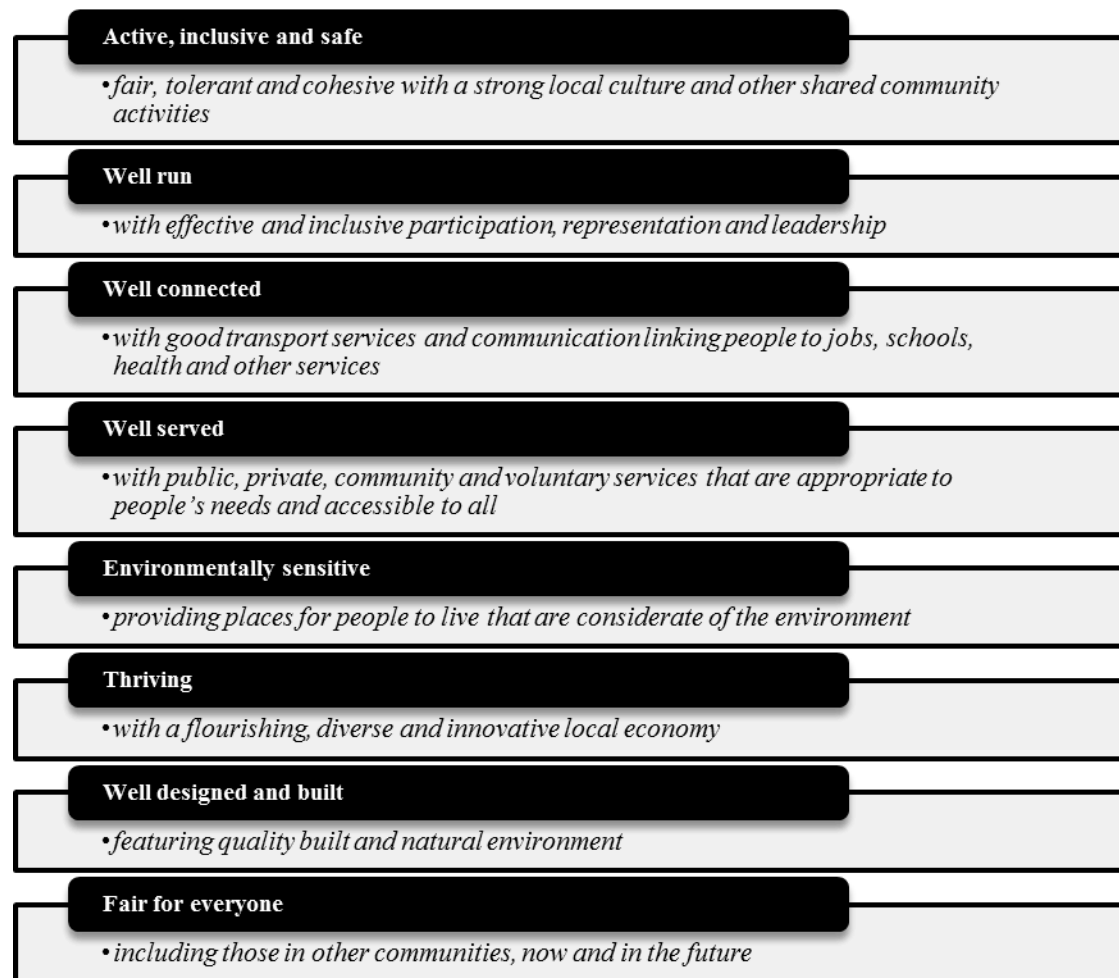 Active, inclusive and safe
•fair, tolerant and cohesive with a strong local culture and other shared community
activities
Well run
•with effective and inclusive participation, representation and leadership
Well connected
•with good transport services and communication linking people to jobs, schools,
health and other services
Well served
•with public, private, community and voluntary services that are appropriate to
people's needs and accessible to all
Environmentally sensitive
•providing places for people to live that are considerate of the environment
Thriving
•with a flourishing, diverse and innovative local economy
Well designed and built
•featuring quality built and natural environment
Fair for everyone
•including those in other communities, now and in the future